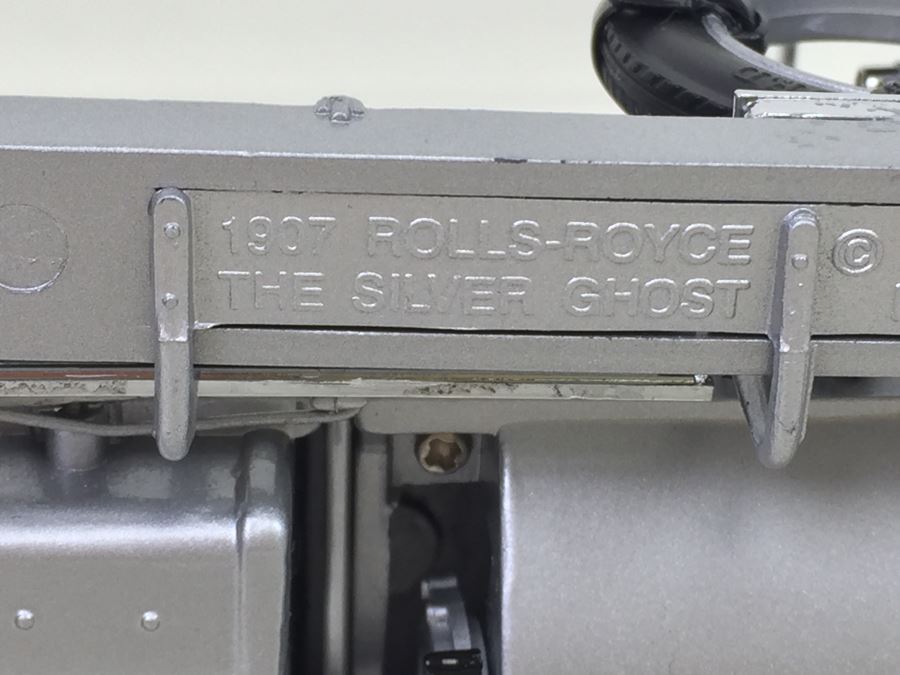 1907 ROLLS-ROYCE
THE SILVER GHOST
©